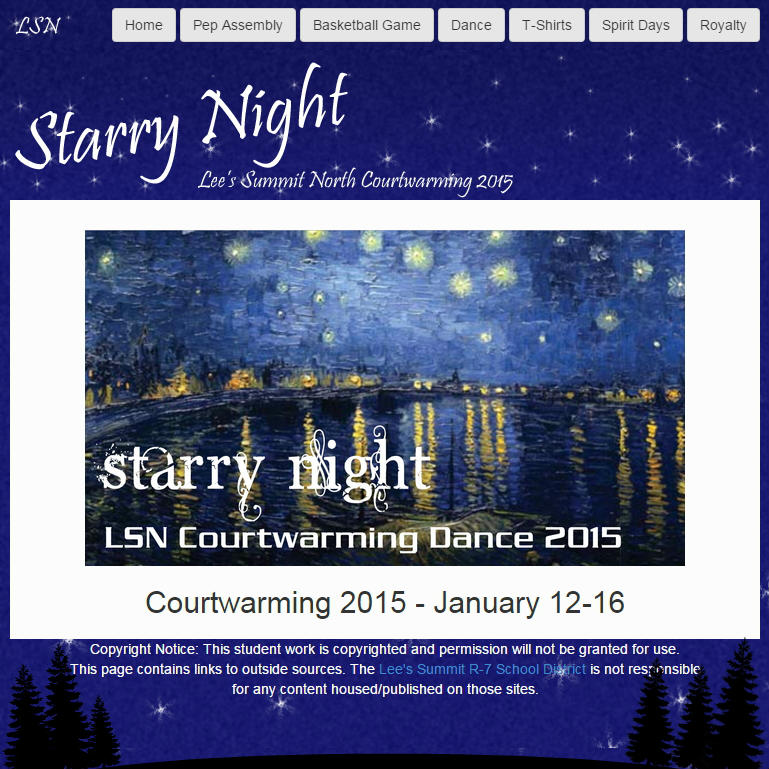 LSN
Home
Pep Assembly
Basketball Game
Dance
T-Shirts
Spirit Days
Royalty
Starry Night
Lee's Summit North Courtwarming 2015
starry night
LSN Courtwarming Dance 2015
Courtwarming 2015 - January 12-16
Copyright Notice: This student work is copyrighted and permission will not be granted for use.
This page contains links to outside sources. The Lee's Summit R-7 School District is not responsible
for any content housed/published on those sites.